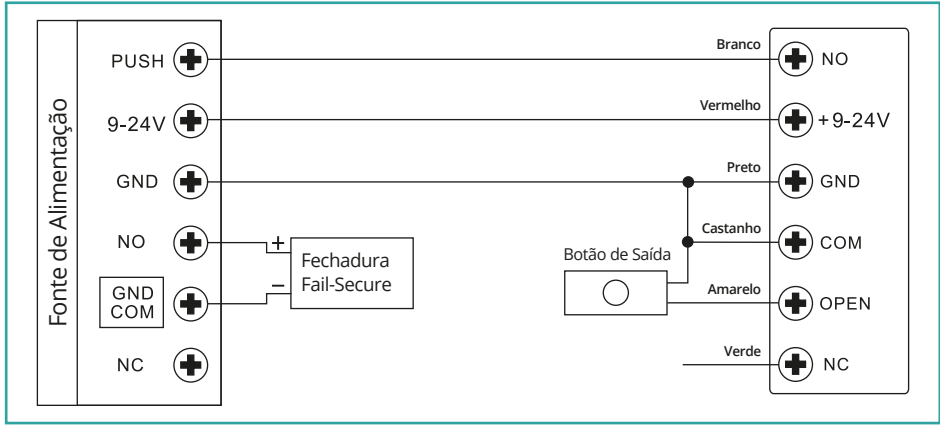 Fonte de Alimentação
PUSH
9-24V
GND
NO
GND
COM
NC
+
Fechadura
–
Fail-Secure
Botão de Saída
Branco
NO
Vermelho
+9-24V
Preto
GND
Castanho
COM
Amarelo
OPEN
Verde
NC